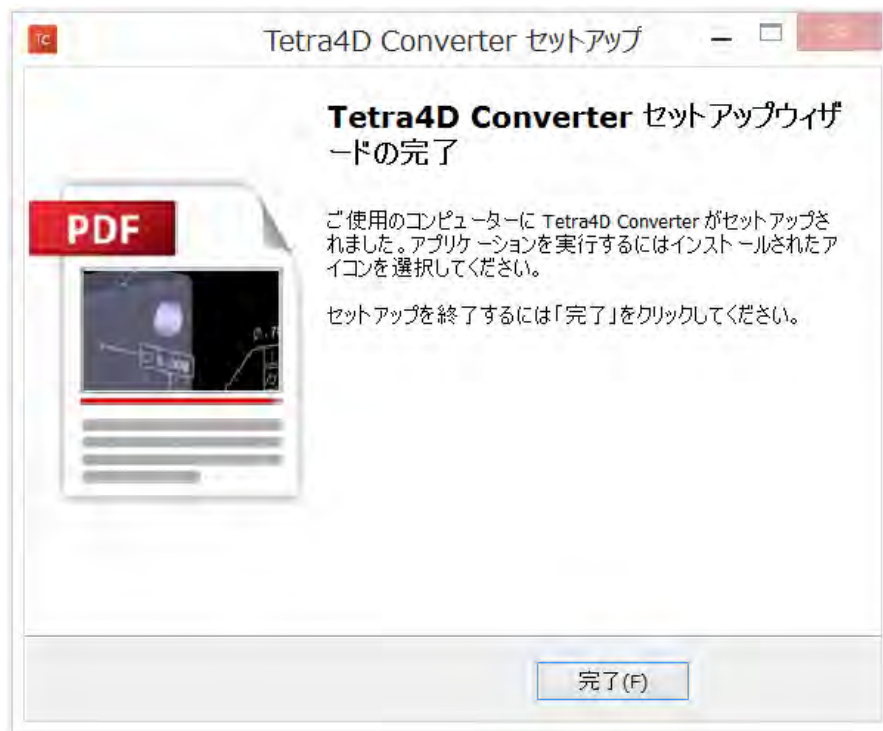 TC
Tetra4D Converter セットアップ
Tetra4D Converter セットアップウィザ
ードの完了
PDF
ご使用のコンピューターに Tetra4D Converter がセットアップさ
れました。アプリケーションを実行するにはインストールされたア
イコンを選択してください。
セットアップを終了するには「完了」をクリックしてください。
完了(F)